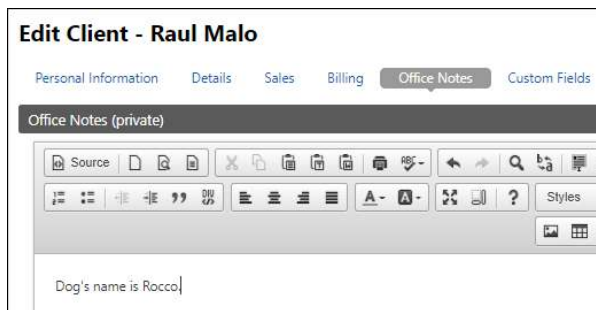 Edit Client - Raul Malo
Personal Information Details Sales Billing Office Notes Custom Fields
Office Notes (private)
Source ABC
? Styles
Dog's name is Rocco.